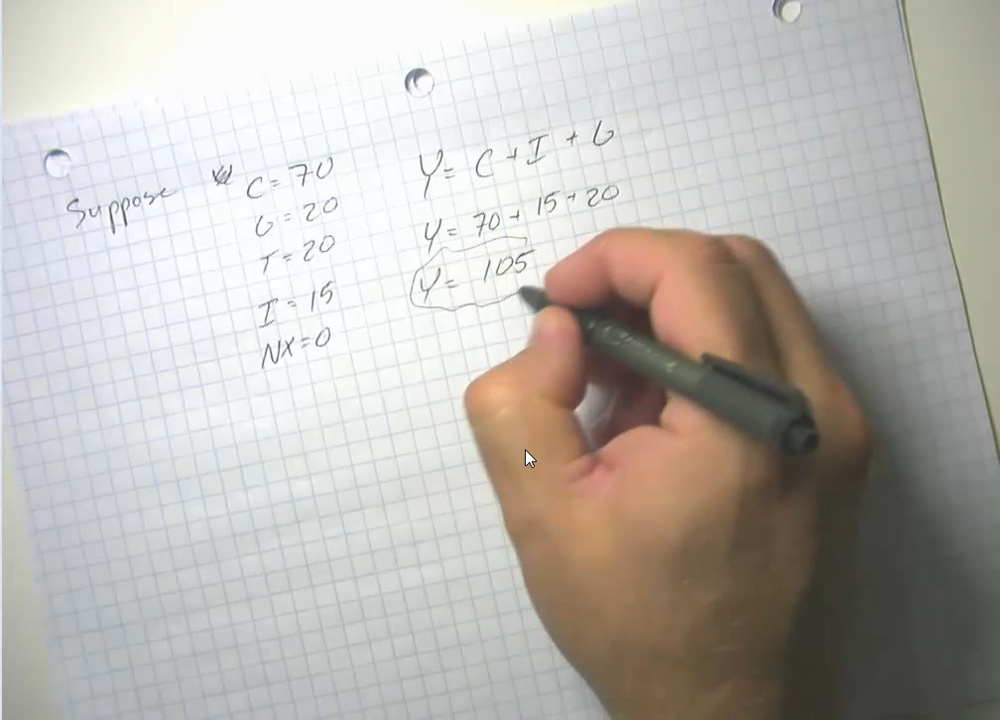 Suppose C = 70
G = 20
T = 20
I = 15
NX = 0
Y = C + I + G
Y = 70 + 15 + 20
Y = 105